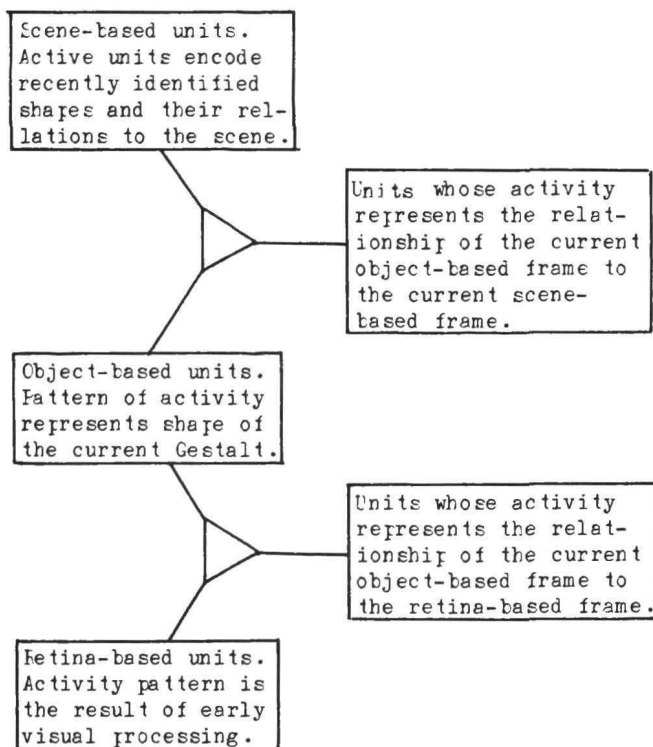 Scene-based units.
Active units encode
recently identified
shapes and their rel-
lations to the scene.
Units whose activity
represents the relat-
ionship of the current
object-based frame to
the current scene-
based frame.
Object-based units.
Pattern of activity
represents shape of
the current Gestalt.
Units whose activity
represents the relat-
ionship of the current
object-based frame to
the retina-based frame.
Retina-based units.
Activity pattern is
the result of early
visual processing.